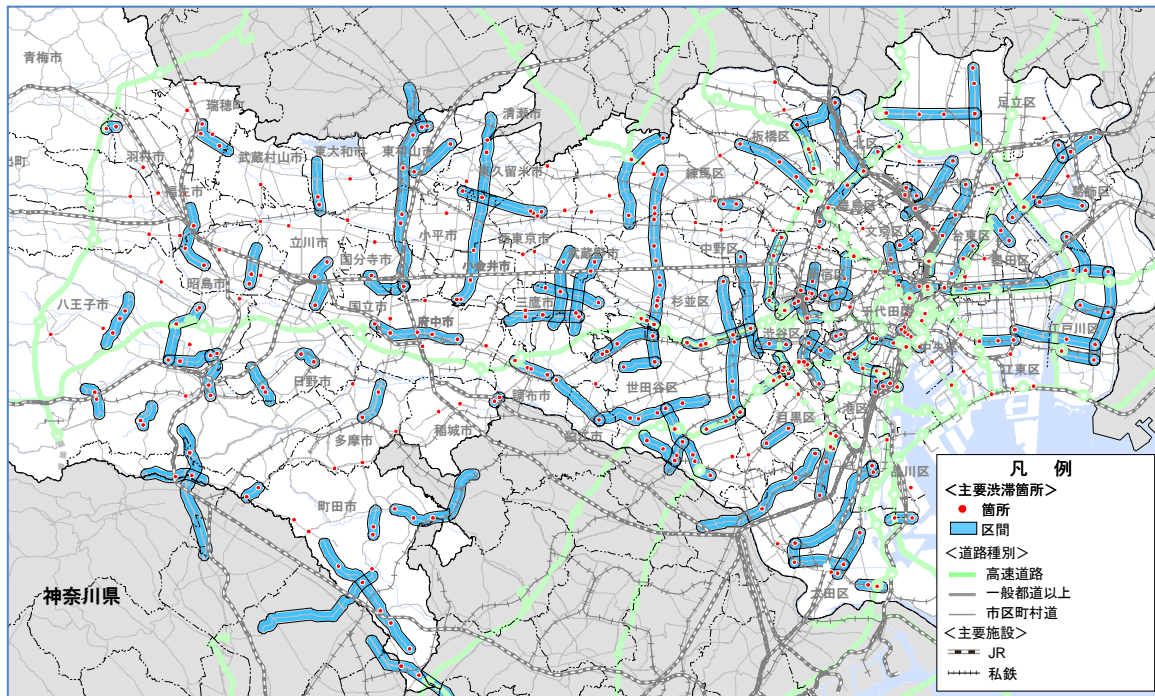 青梅市
瑞穂町
羽村市
武蔵村山市
東大和市
東村山市
清瀬市
東久留米市
福生市
立川市
小平市
西東京市
国分寺市
小金井市
武蔵野市
昭島市
八王子市
国立市
府中市
三鷹市
日野市
調布市
多摩市
稲城市
狛江市
町田市
神奈川県
足立区
板橋区
北区
練馬区
葛飾区
豊島区
文京区
台東区
墨田区
中野区
新宿区
杉並区
千代田区
渋谷区
中央区
江戸川区
江東区
世田谷区
目黒区
港区
品川区
大田区
凡 例
＜主要渋滞箇所＞
箇所
区間
＜道路種別＞
高速道路
一般都道以上
市区町村道
＜主要施設＞
JR
私鉄